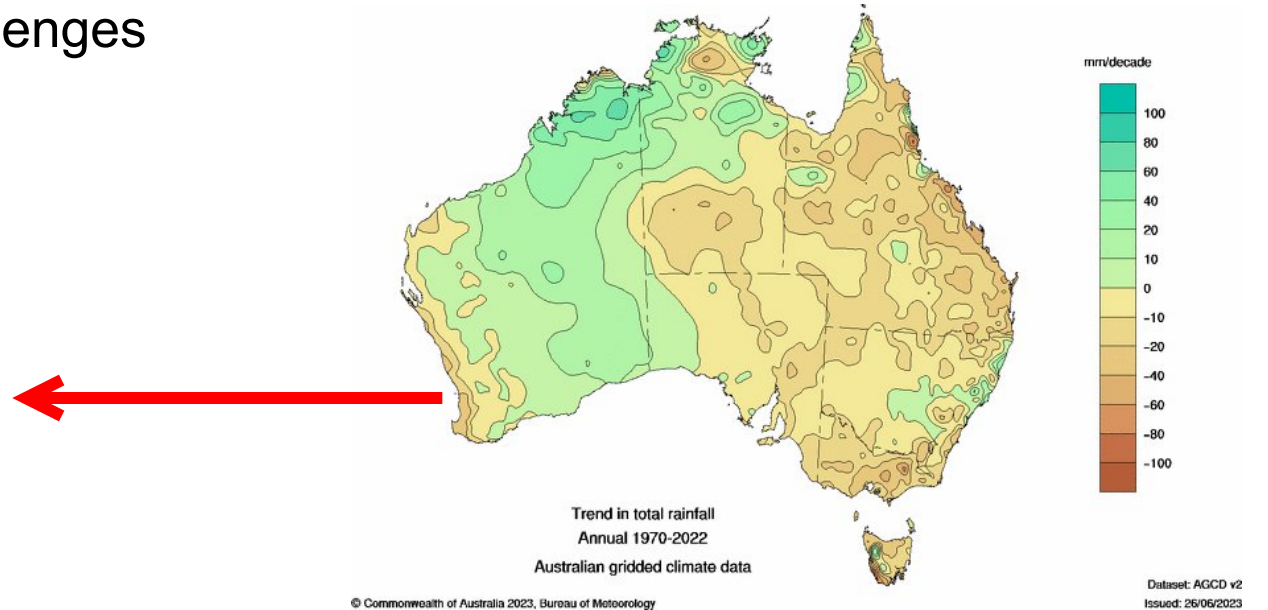 enges
mm/decade
100
80
60
40
20
10
0
-10
-20
-40
-60
-80
-100
Trend in total rainfall
Annual 1970-2022
Australian gridded climate data
Dataset: AGCD v2
© Commonwealth of Australia 2023, Bureau of Meteorology
Issued: 26/06/2023